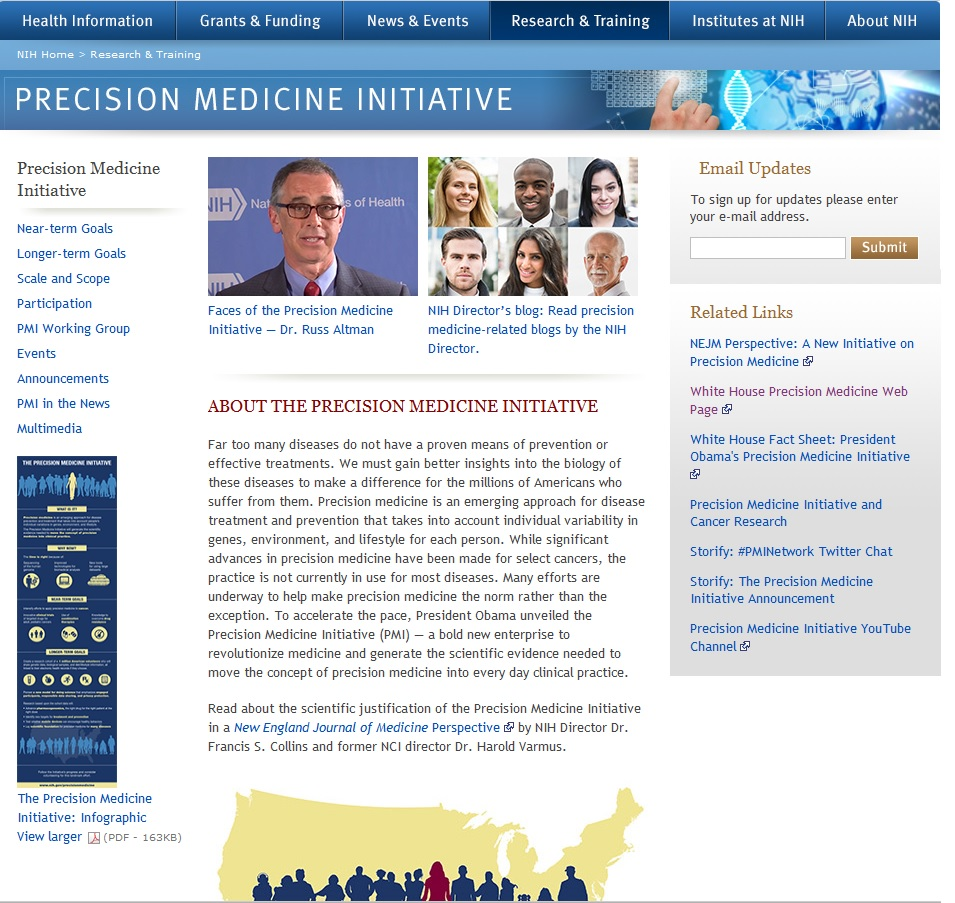 Health Information
Grants & Funding
News & Events
Research & Training
Institutes at NIH
About NIH
NIH Home > Research & Training
PRECISION MEDICINE INITIATIVE
Precision Medicine
Initiative
Near-term Goals
Longer-term Goals
Scale and Scope
Participation
PMI Working Group
Events
Announcements
PMI in the News
Multimedia
THE PRECISION MEDICINE INITIATIVE
WHAT IS IT?
WHY NOW?
NEAR TERM GOALS
LONGER TERM GOALS
The Precision Medicine
Initiative: Infographic
View larger (PDF - 163KB)
NIH
Faces of the Precision Medicine
Initiative — Dr. Russ Altman
NIH Director’s blog: Read precision
medicine-related blogs by the NIH
Director.
ABOUT THE PRECISION MEDICINE INITIATIVE
Far too many diseases do not have a proven means of prevention or
effective treatments. We must gain better insights into the biology of
these diseases to make a difference for the millions of Americans who
suffer from them. Precision medicine is an emerging approach for disease
treatment and prevention that takes into account individual variability in
genes, environment, and lifestyle for each person. While significant
advances in precision medicine have been made for select cancers, the
practice is not currently in use for most diseases. Many efforts are
underway to help make precision medicine the norm rather than the
exception. To accelerate the pace, President Obama unveiled the
Precision Medicine Initiative (PMI) — a bold new enterprise to
revolutionize medicine and generate the scientific evidence needed to
move the concept of precision medicine into every day clinical practice.
Read about the scientific justification of the Precision Medicine Initiative
in a New England Journal of Medicine Perspective by NIH Director Dr.
Francis S. Collins and former NCI director Dr. Harold Varmus.
Email Updates
To sign up for updates please enter
your e-mail address.
Submit
Related Links
NEJM Perspective: A New Initiative on
Precision Medicine
White House Precision Medicine Web
Page
White House Fact Sheet: President
Obama's Precision Medicine Initiative
Precision Medicine Initiative and
Cancer Research
Storify: #PMINetwork Twitter Chat
Storify: The Precision Medicine
Initiative Announcement
Precision Medicine Initiative YouTube
Channel